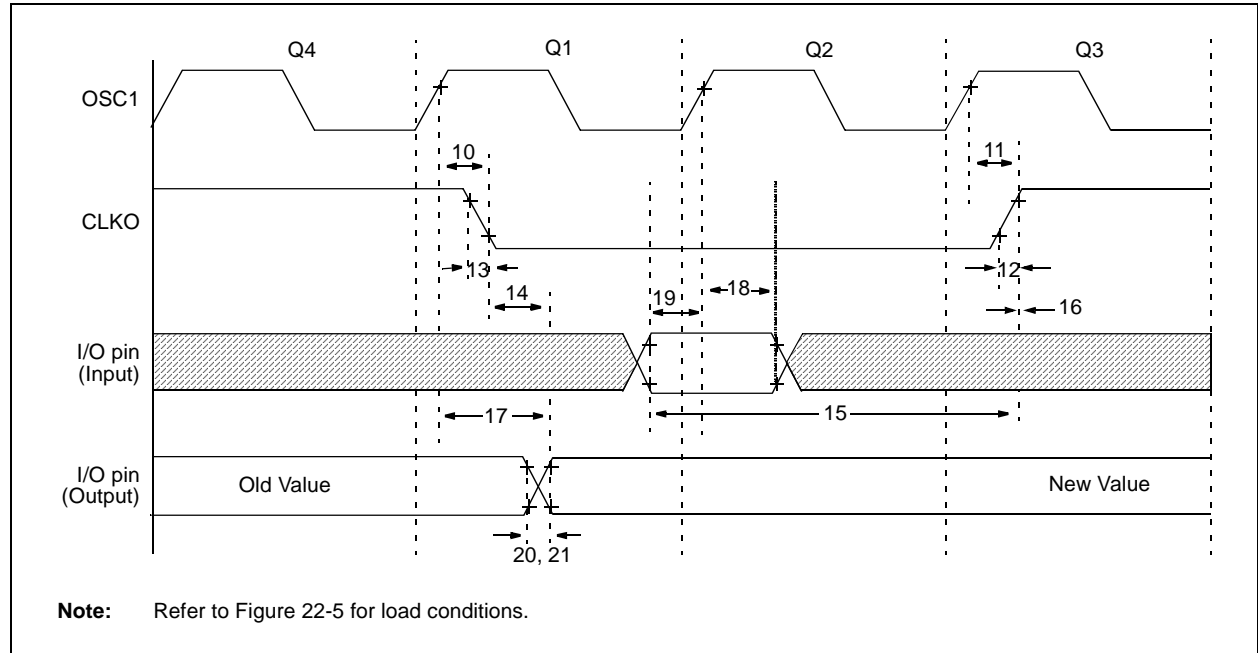 Q4 Q1 Q2 Q3
OSC1
10 11
CLKO
13 12
14 19 18 16
I/O pin
(Input)
17 15
I/O pin
(Output)
Old Value New Value
20, 21
Note: Refer to Figure 22-5 for load conditions.